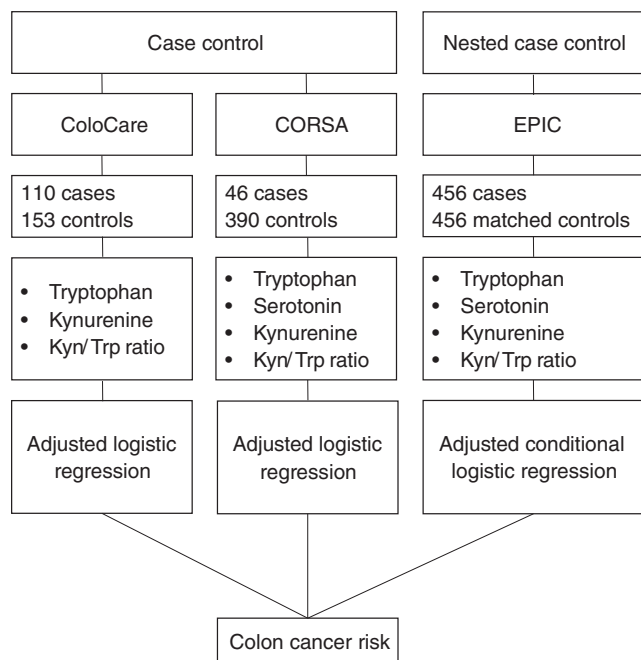 Case control
Nested case control
ColoCare
CORSA
EPIC
110 cases
153 controls
46 cases
390 controls
456 cases
456 matched controls
• Tryptophan
• Kynurenine
• Kyn/Trp ratio
• Tryptophan
• Serotonin
• Kynurenine
• Kyn/Trp ratio
• Tryptophan
• Serotonin
• Kynurenine
• Kyn/Trp ratio
Adjusted logistic
regression
Adjusted logistic
regression
Adjusted conditional
logistic regression
Colon cancer risk